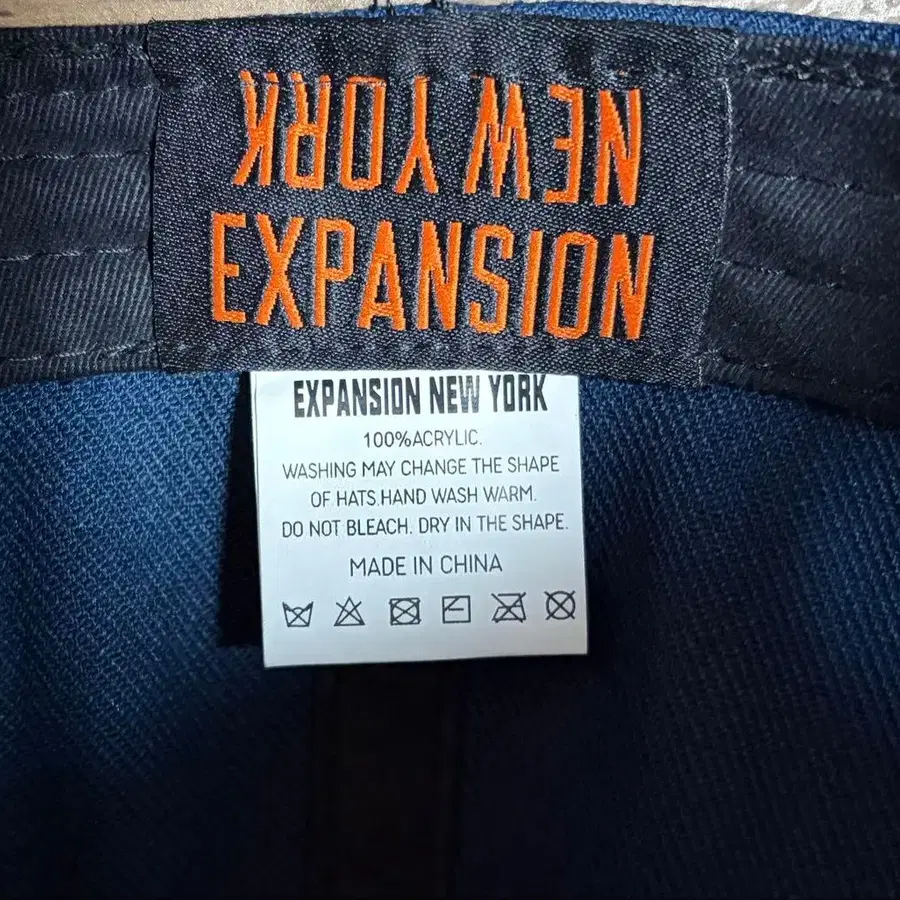 NEW YORK
EXPANSION
EXPANSION NEW YORK
100%ACRYLIC.
WASHING MAY CHANGE THE SHAPE
OF HATS.HAND WASH WARM.
DO NOT BLEACH. DRY IN THE SHAPE.
MADE IN CHINA